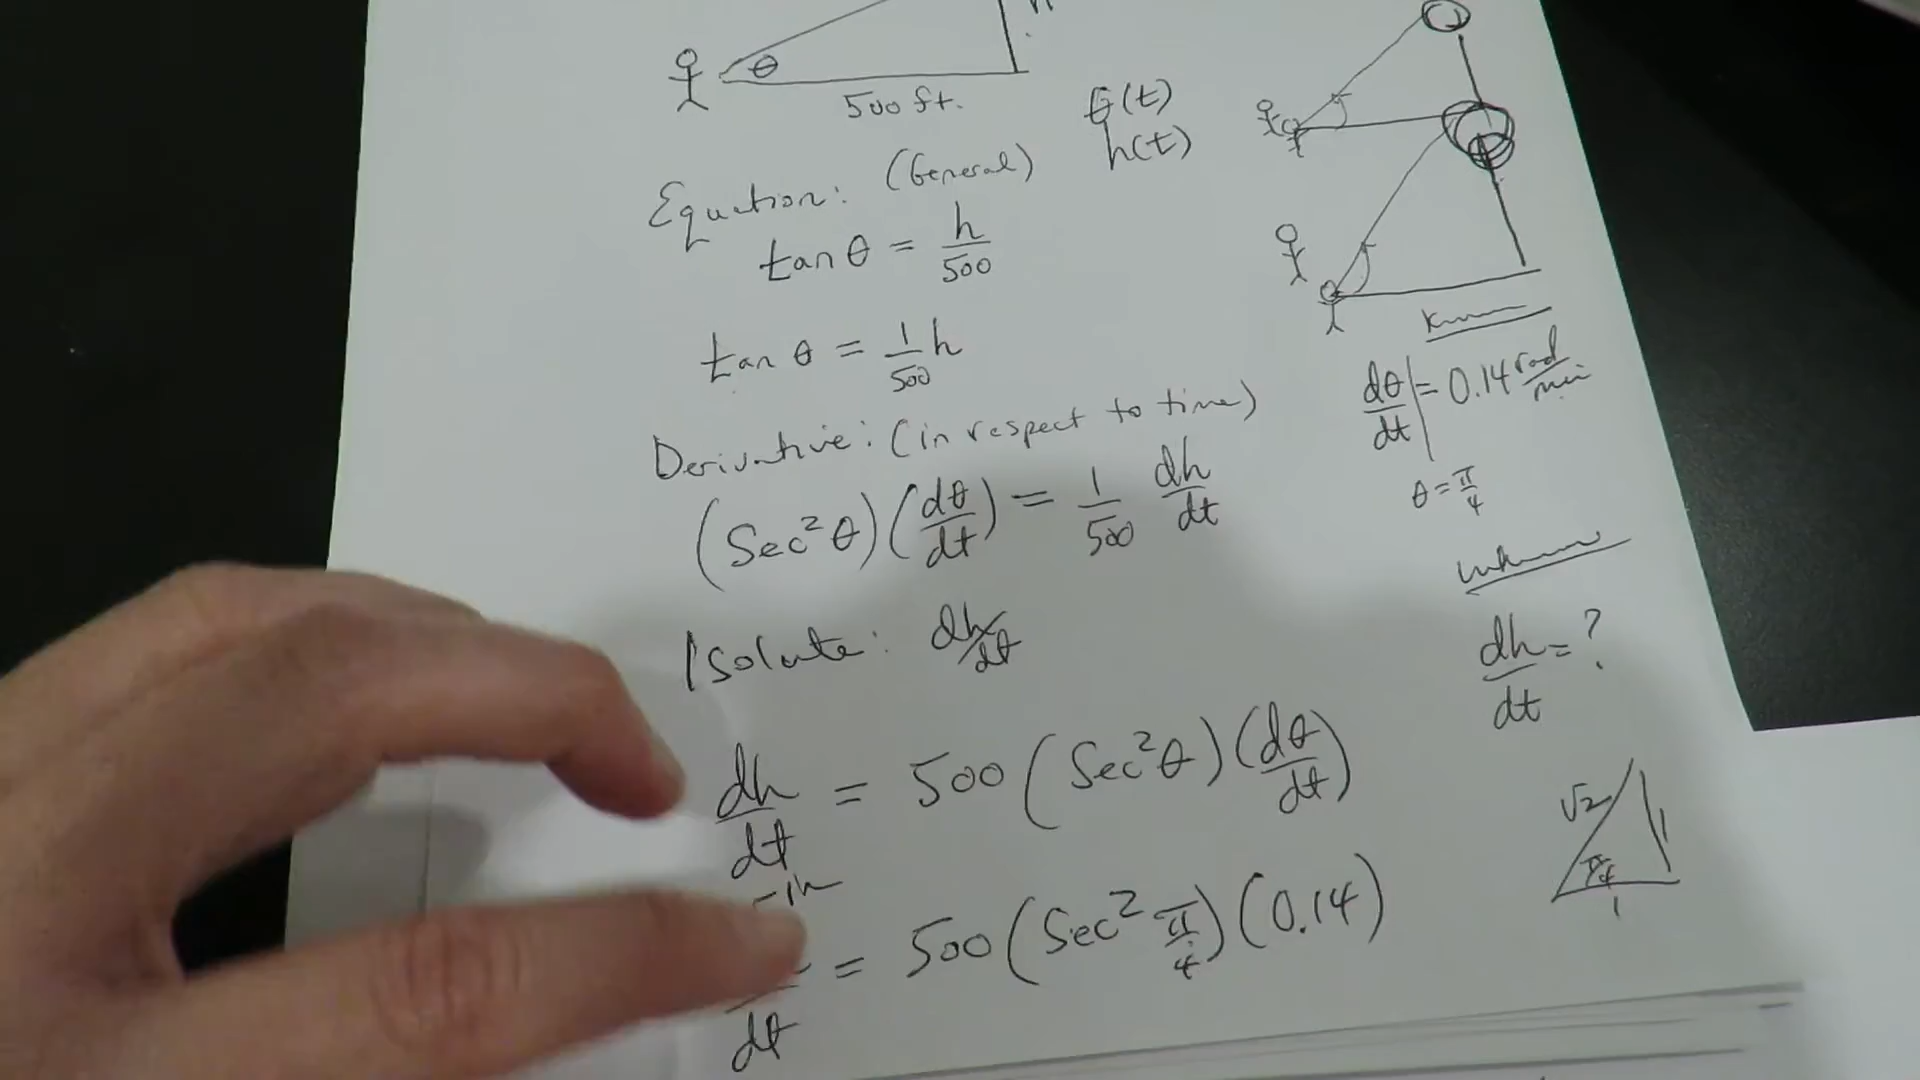 θ
500 ft.
θ(t)
h(t)
Equation: (General)
tan θ = h/500
tan θ = 1/500 h
Derivative: (in respect to time)
(Sec²θ)(dθ/dt) = 1/500 dh/dt
Isolate: dh/dt
dh/dt = 500 (Sec²θ)(dθ/dt)
= 500 (Sec² π/4)(0.14)
dt
dθ/dt| = 0.14 rad/min
θ = π/4
dh/dt = ?
√2
1
π/4
1